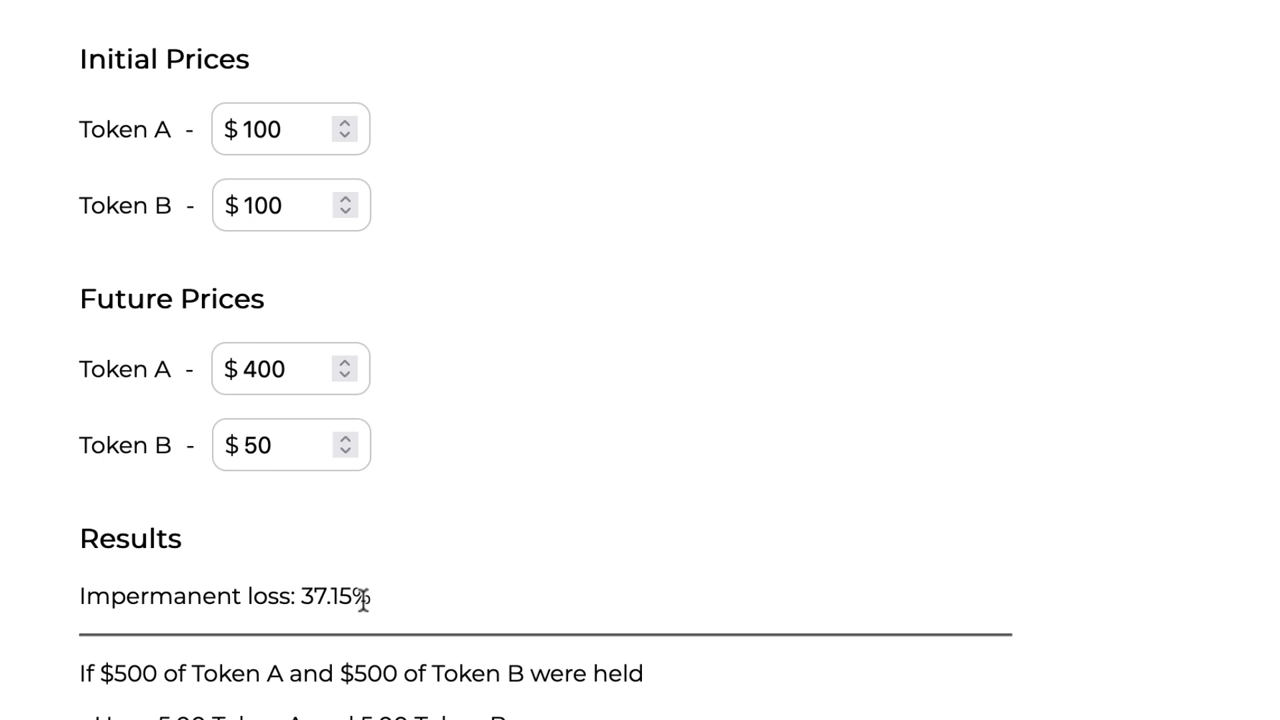 Initial Prices
Token A - $ 100
Token B - $ 100
Future Prices
Token A - $ 400
Token B - $ 50
Results
Impermanent loss: 37.15%
If $500 of Token A and $500 of Token B were held